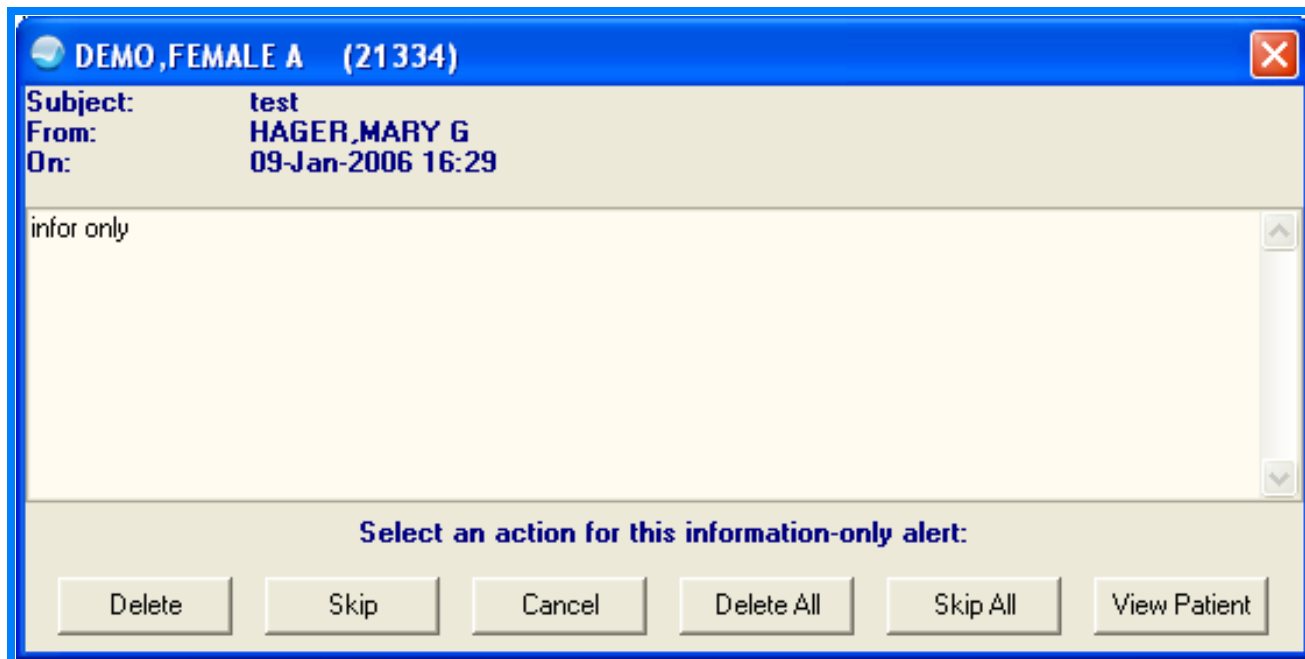 DEMO,FEMALE A (21334)
Subject: test
From: HAGER,MARY G
On: 09-Jan-2006 16:29
infor only
Select an action for this information-only alert:
Delete Skip Cancel Delete All Skip All View Patient